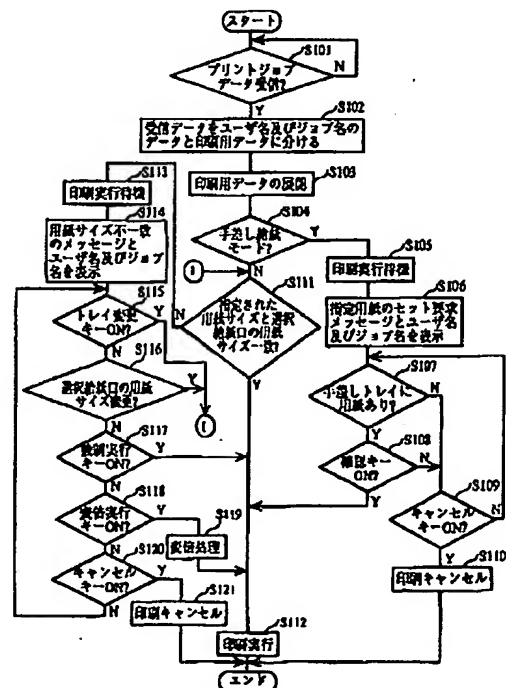 スタート
S101
プリントジョブ
データ受信?
N
Y
S102
受信データをユーザ名及びジョブ名の
データと印刷用データに分ける
S103
印刷用データの展開
S104
手差し給紙
モード?
Y
N
S105
印刷実行待機
S106
指定用紙のセット要求
メッセージとユーザ名
及びジョブ名を表示
S107
手差しトレイに
用紙あり?
N
Y
S108
確認キー
ON?
N
Y
S109
キャンセル
キーON?
N
Y
S110
印刷キャンセル
1
S111
指定された
用紙サイズと選択
給紙口の用紙
サイズ一致?
N
Y
S113
印刷実行待機
S114
用紙サイズ不一致
のメッセージと
ユーザ名及びジョブ
名を表示
S115
トレイ変更
キーON?
Y
N
S116
選択給紙口の用紙
サイズ変更?
Y
N
1
S117
強制実行
キーON?
Y
N
S118
変倍実行
キーON?
Y
N
S119
変倍処理
S120
キャンセル
キーON?
Y
N
S121
印刷キャンセル
S112
印刷実行
エンド